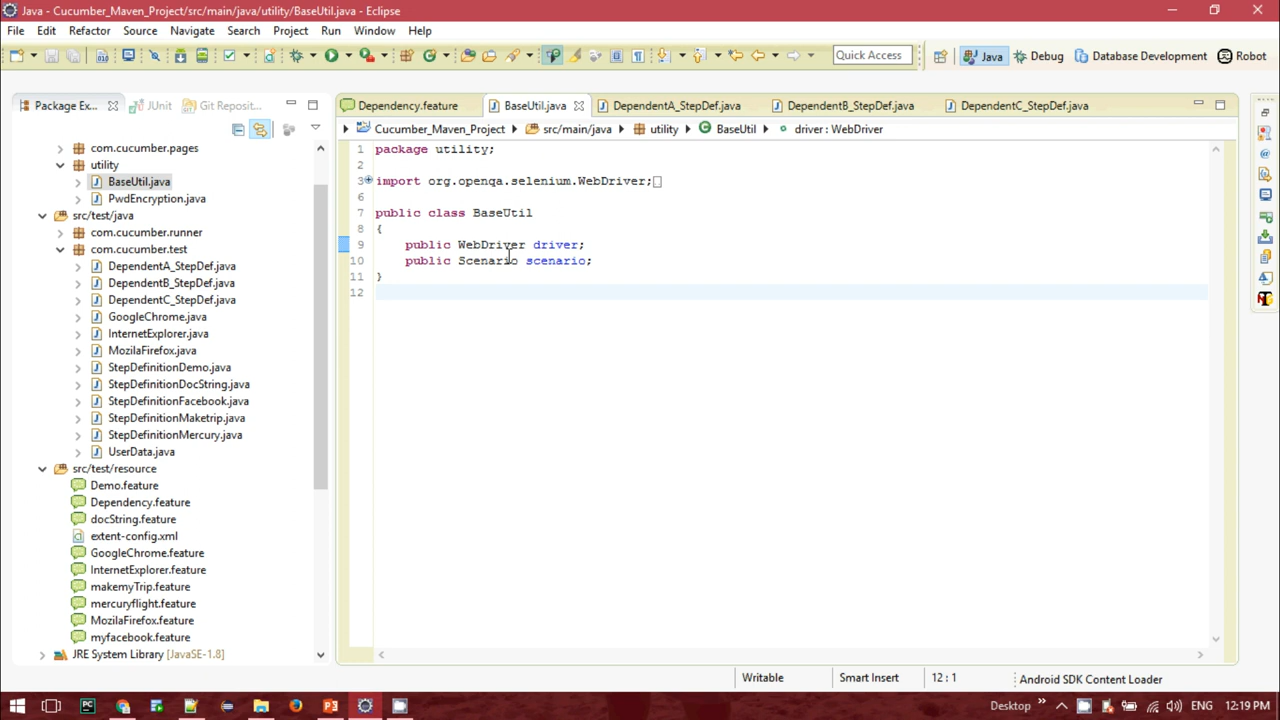 Java - Cucumber_Maven_Project/src/main/java/utility/BaseUtil.java - Eclipse
File Edit Refactor Source Navigate Search Project Run Window Help
Quick Access
Java
Debug
Database Development
Robot
Package Ex...
JUnit
Git Reposit...
com.cucumber.pages
utility
BaseUtil.java
PwdEncryption.java
src/test/java
com.cucumber.runner
com.cucumber.test
DependentA_StepDef.java
DependentB_StepDef.java
DependentC_StepDef.java
GoogleChrome.java
InternetExplorer.java
MozilaFirefox.java
StepDefinitionDemo.java
StepDefinitionDocString.java
StepDefinitionFacebook.java
StepDefinitionMaketrip.java
StepDefinitionMercury.java
UserData.java
src/test/resource
Demo.feature
Dependency.feature
docString.feature
extent-config.xml
GoogleChrome.feature
InternetExplorer.feature
makemyTrip.feature
mercuryflight.feature
MozilaFirefox.feature
myfacebook.feature
JRE System Library [JavaSE-1.8]
Dependency.feature
BaseUtil.java
DependentA_StepDef.java
DependentB_StepDef.java
DependentC_StepDef.java
Cucumber_Maven_Project
src/main/java
utility
BaseUtil
driver : WebDriver
1 package utility;
2
3 import org.openqa.selenium.WebDriver;
6
7 public class BaseUtil
8 {
9 public WebDriver driver;
10 public Scenario scenario;
11 }
12
Writable
Smart Insert
12 : 1
Android SDK Content Loader
Desktop
ENG
12:19 PM